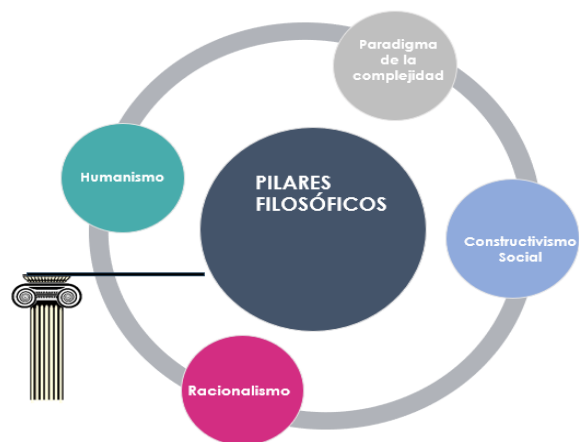 Paradigma
de la
complejidad
Humanismo
PILARES
FILOSÓFICOS
Constructivismo
Social
Racionalismo